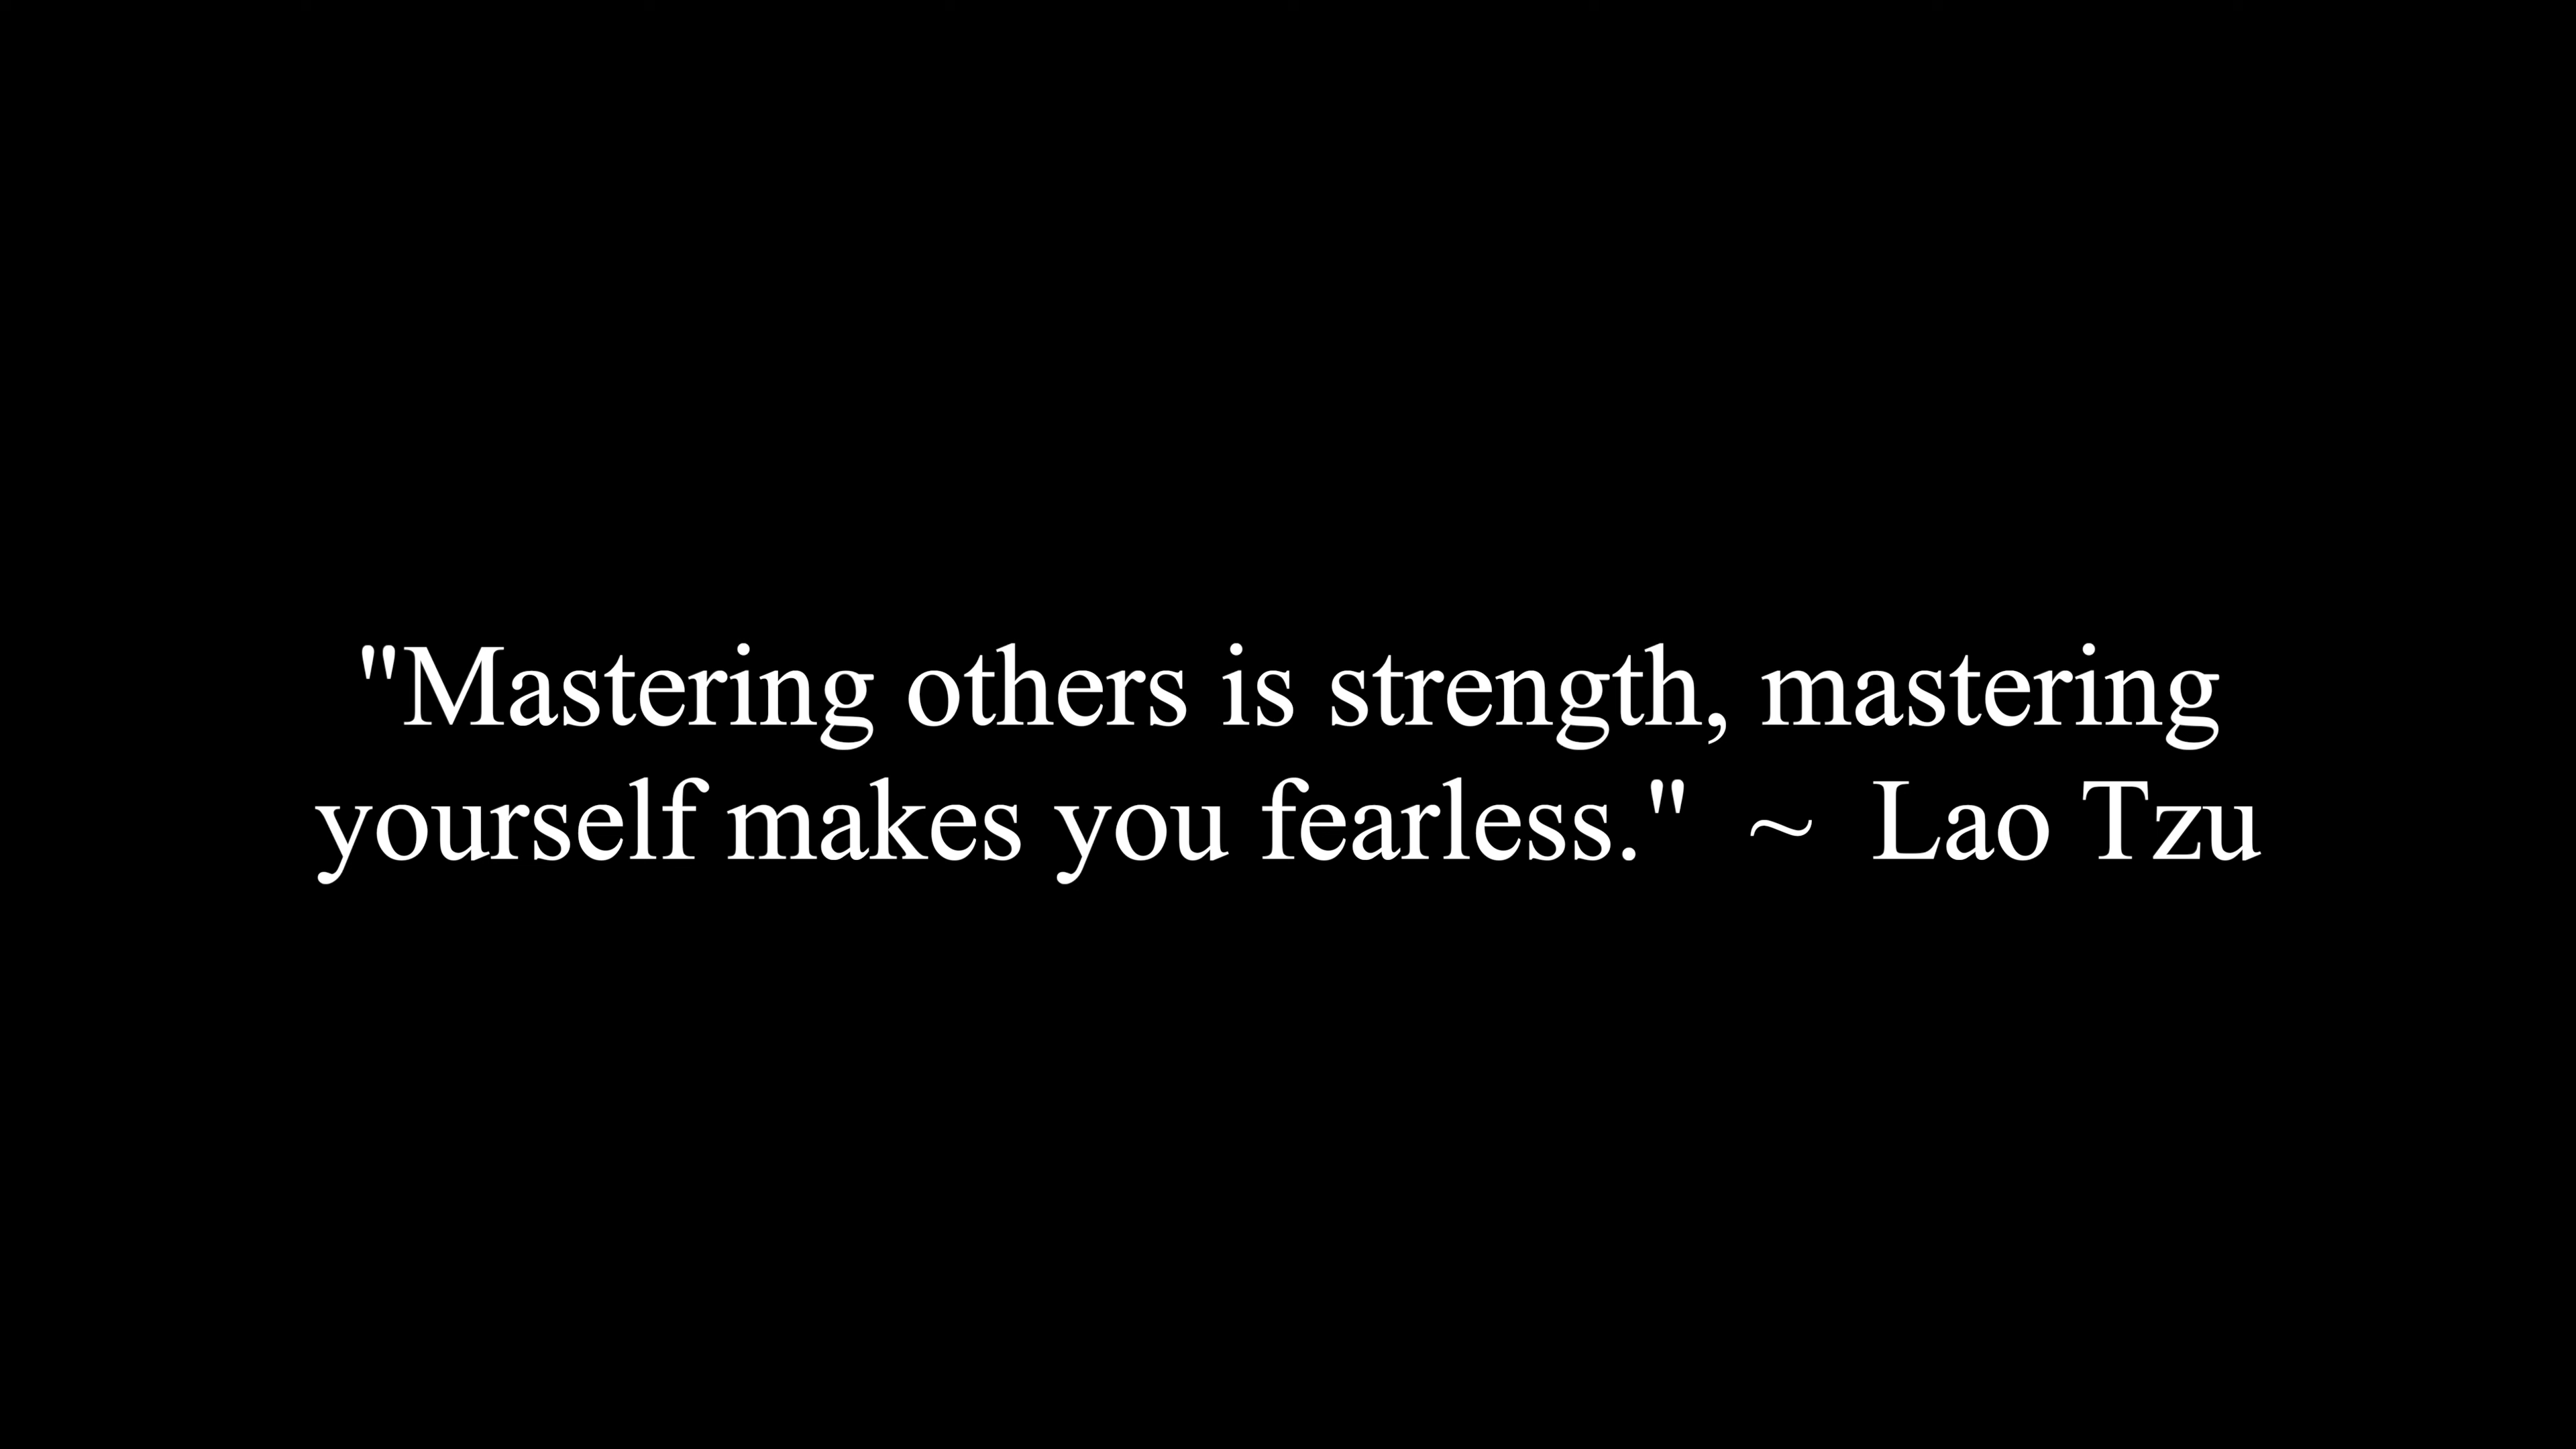 "Mastering others is strength, mastering
yourself makes you fearless."  ~  Lao Tzu